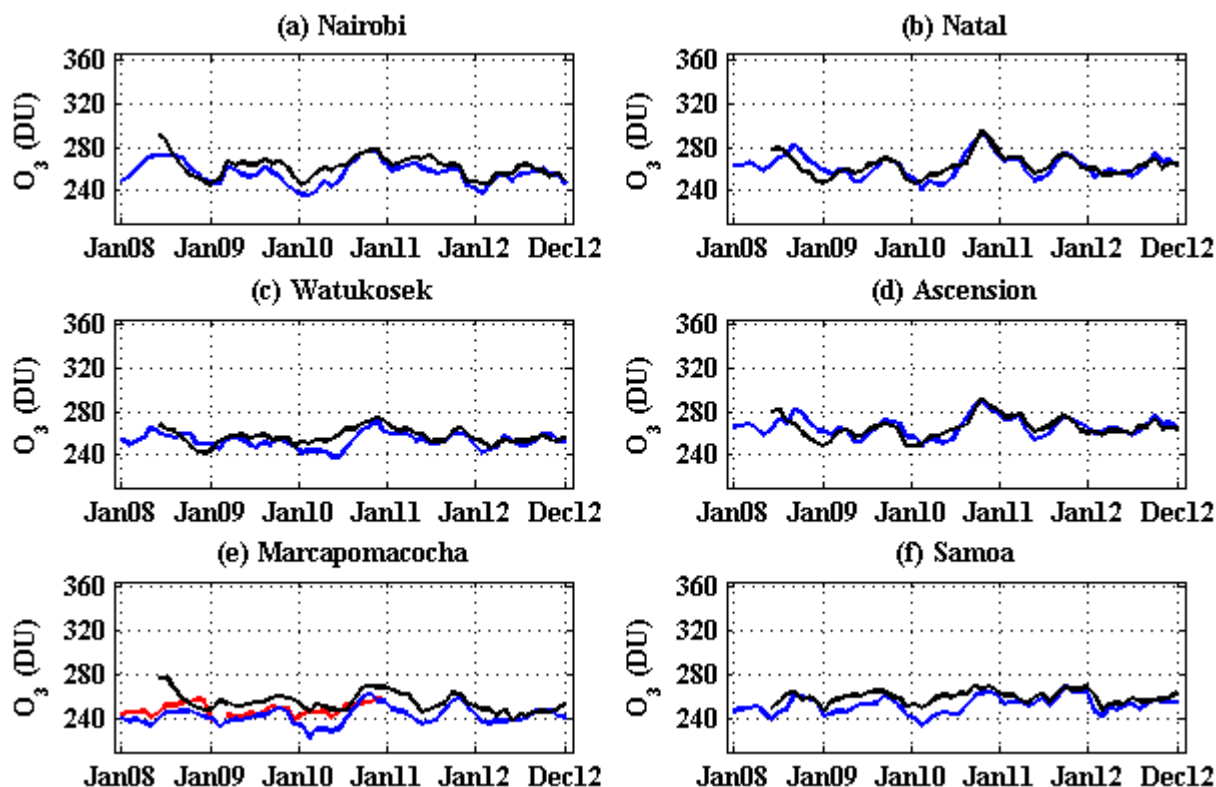 (a) Nairobi
360
320
280
240
O3 (DU)
Jan08 Jan09 Jan10 Jan11 Jan12 Dec12
(b) Natal
360
320
280
240
O3 (DU)
Jan08 Jan09 Jan10 Jan11 Jan12 Dec12
(c) Watukosek
360
320
280
240
O3 (DU)
Jan08 Jan09 Jan10 Jan11 Jan12 Dec12
(d) Ascension
360
320
280
240
O3 (DU)
Jan08 Jan09 Jan10 Jan11 Jan12 Dec12
(e) Marcapomacocha
360
320
280
240
O3 (DU)
Jan08 Jan09 Jan10 Jan11 Jan12 Dec12
(f) Samoa
360
320
280
240
O3 (DU)
Jan08 Jan09 Jan10 Jan11 Jan12 Dec12